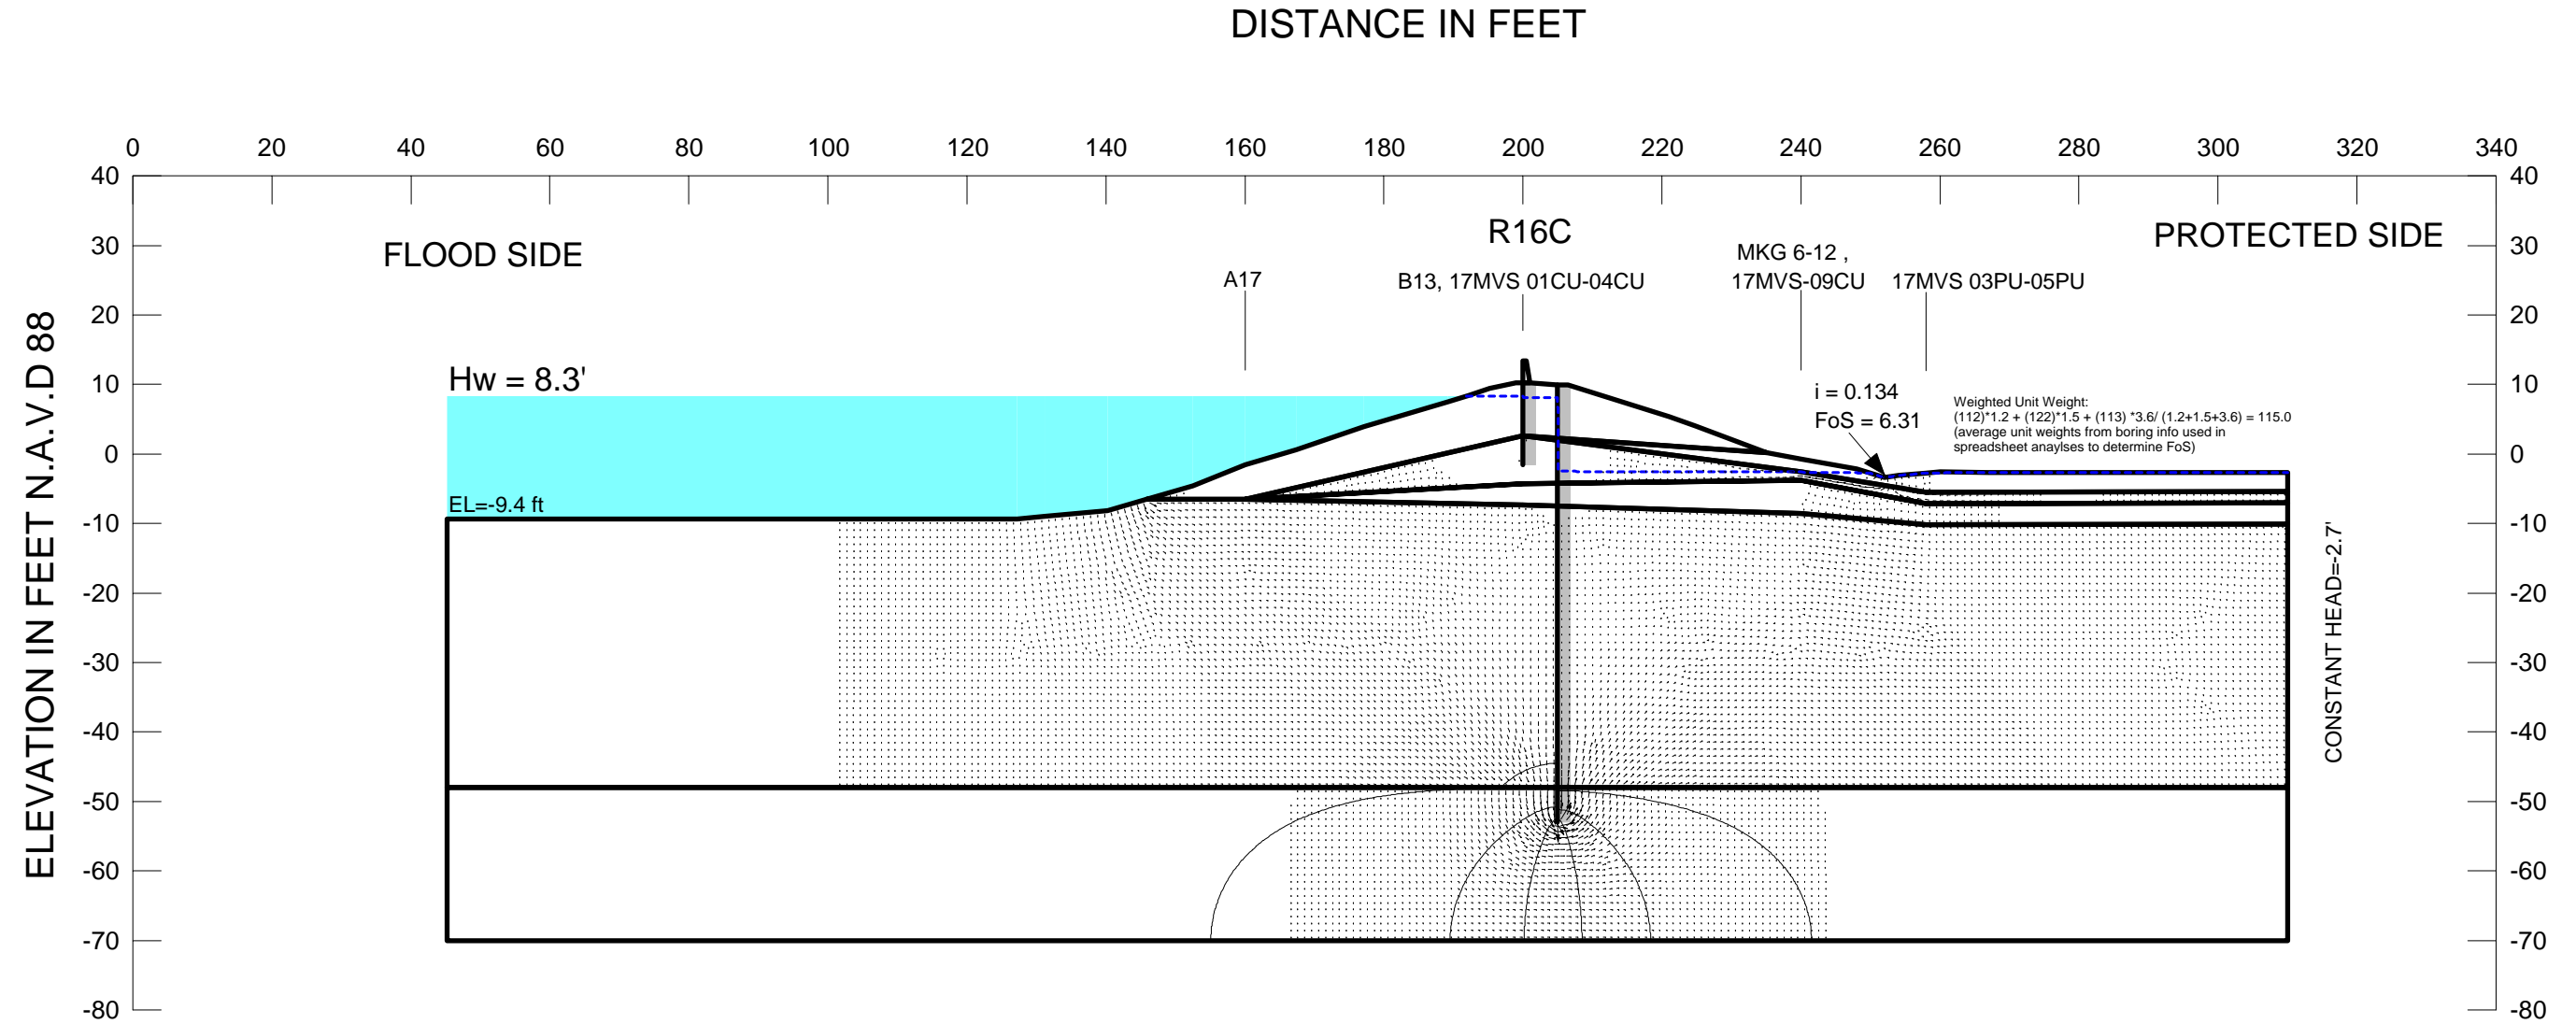 DISTANCE IN FEET
0 20 40 60 80 100 120 140 160 180 200 220 240 260 280 300 320 340
40 40
30 30
20 20
10 10
0 0
-10 -10
-20 -20
-30 -30
-40 -40
-50 -50
-60 -60
-70 -70
-80 -80
ELEVATION IN FEET N.A.V.D 88
FLOOD SIDE
R16C
PROTECTED SIDE
A17
B13, 17MVS 01CU-04CU
MKG 6-12 ,
17MVS-09CU
17MVS 03PU-05PU
Hw = 8.3'
EL=-9.4 ft
i = 0.134
FoS = 6.31
Weighted Unit Weight:
(112)*1.2 + (122)*1.5 + (113) *3.6/ (1.2+1.5+3.6) = 115.0
(average unit weights from boring info used in
spreadsheet anaylses to determine FoS)
CONSTANT HEAD=-2.7'